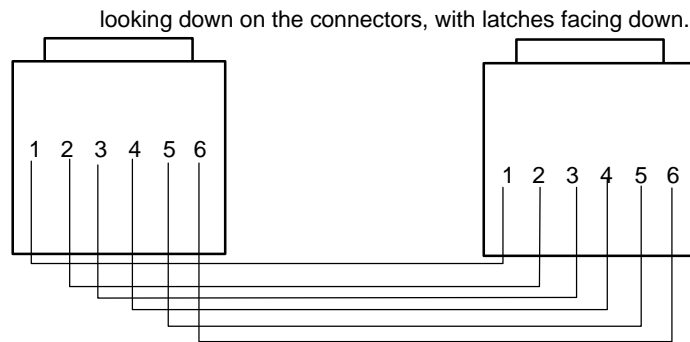 looking down on the connectors, with latches facing down.
1 2 3 4 5 6
1 2 3 4 5 6